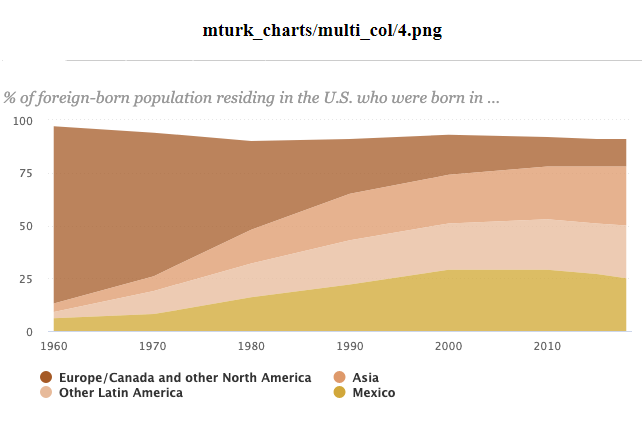 mturk_charts/multi_col/4.png
% of foreign-born population residing in the U.S. who were born in ...
100
75
50
25
0
1960 1970 1980 1990 2000 2010
Europe/Canada and other North America Asia
Other Latin America Mexico